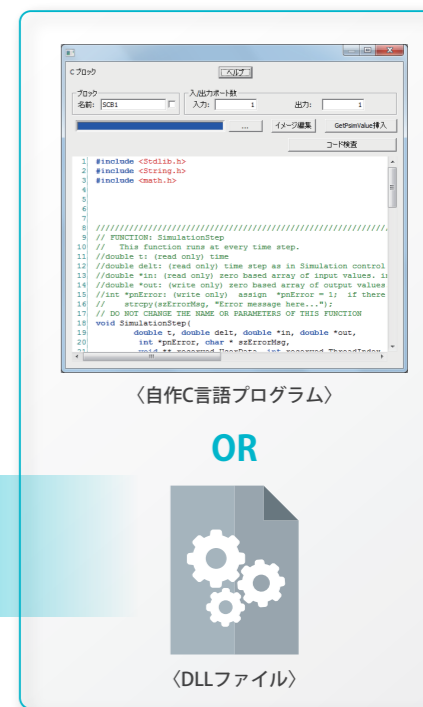 C ブロック
ヘルプ
ブロック
入/出力ポート数
名前: SCB1
入力: 1
出力: 1
...
イメージ編集
GetPsimValue挿入
コード検査
1 #include <Stdlib.h>
2 #include <String.h>
3 #include <math.h>
4
5
6
7
8 /////////////////////////////////////////////////////////////////
9 // FUNCTION: SimulationStep
10 // This function runs at every time step.
11 //double t: (read only) time
12 //double delt: (read only) time step as in Simulation control
13 //double *in: (read only) zero based array of input values.
14 //double *out: (write only) zero based array of output values
15 //int *pnError: (write only) assign *pnError = 1; if there
16 // strcpy(szErrorMsg, "Error message here...");
17 // DO NOT CHANGE THE NAME OR PARAMETERS OF THIS FUNCTION
18 void SimulationStep(
19 double t, double delt, double *in, double *out,
20 int *pnError, char * szErrorMsg,
〈自作C言語プログラム〉
OR
〈DLLファイル〉